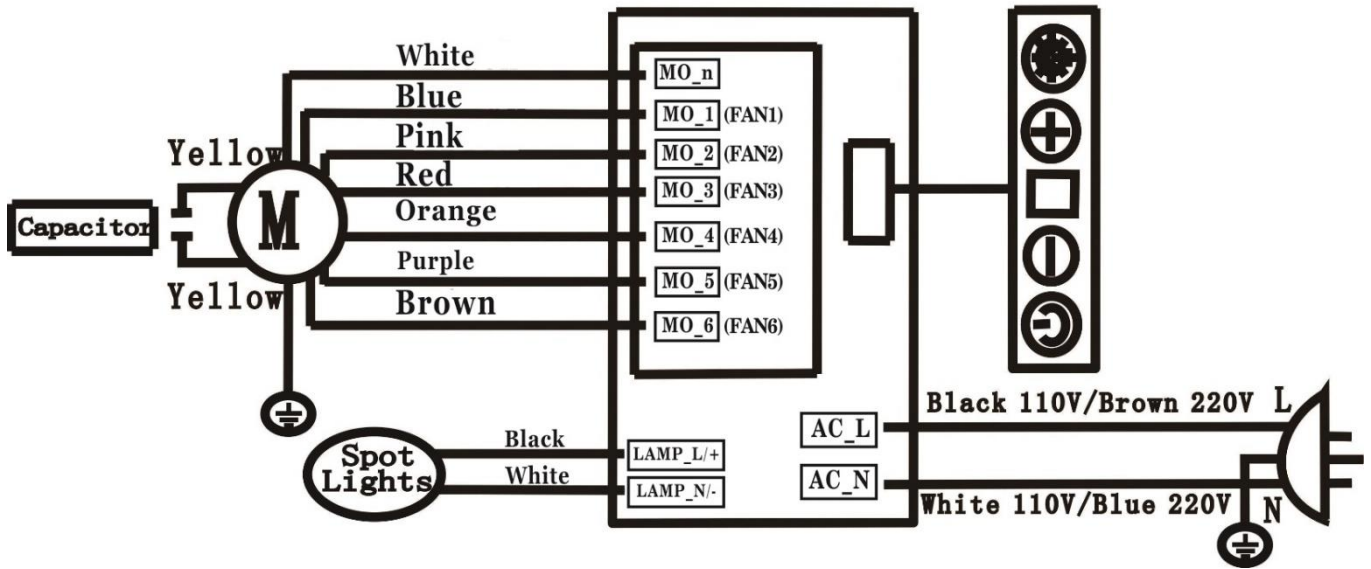 White
MO_n
Blue
MO_1 (FAN1)
Pink
MO_2 (FAN2)
Yellow
Red
MO_3 (FAN3)
Capacitor
M
Orange
MO_4 (FAN4)
Purple
MO_5 (FAN5)
Yellow
Brown
MO_6 (FAN6)
Black 110V/Brown 220V L
AC_L
Spot
Lights
Black
LAMP_L/+
White
LAMP_N/-
AC_N
White 110V/Blue 220V N